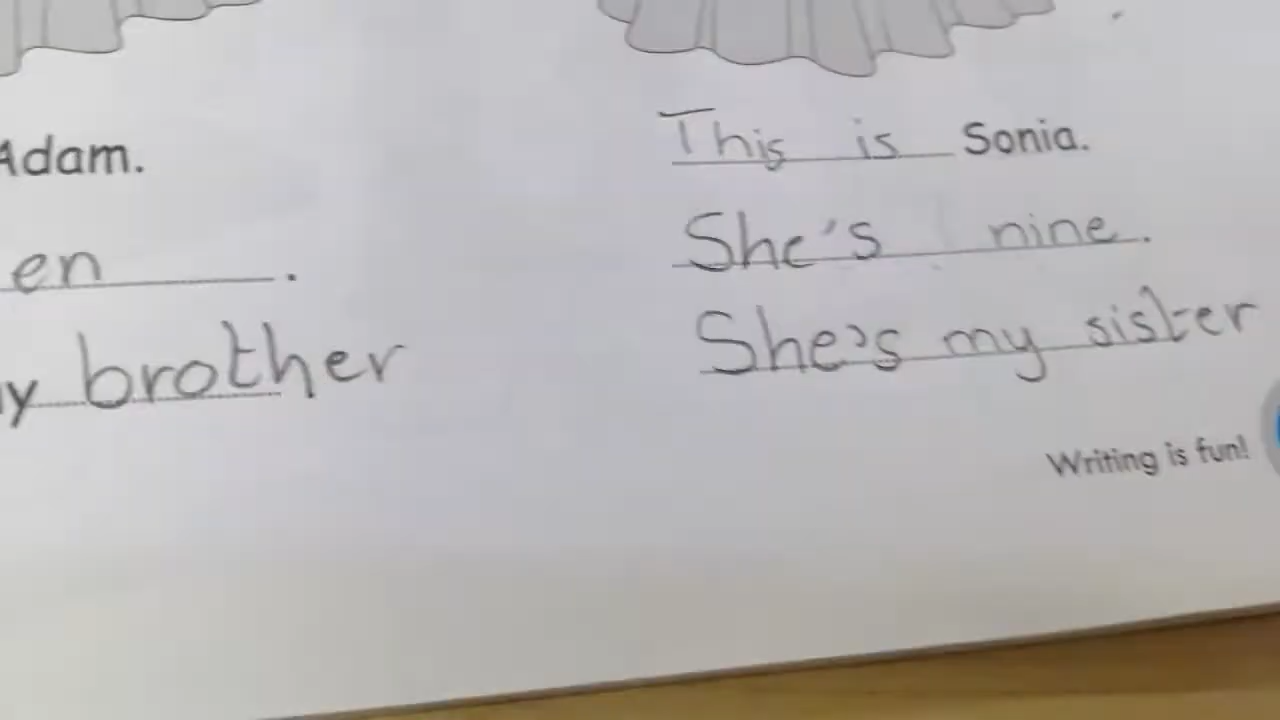 Adam.
en .
y brother
This is Sonia.
She's nine.
She's my sister
Writing is fun!